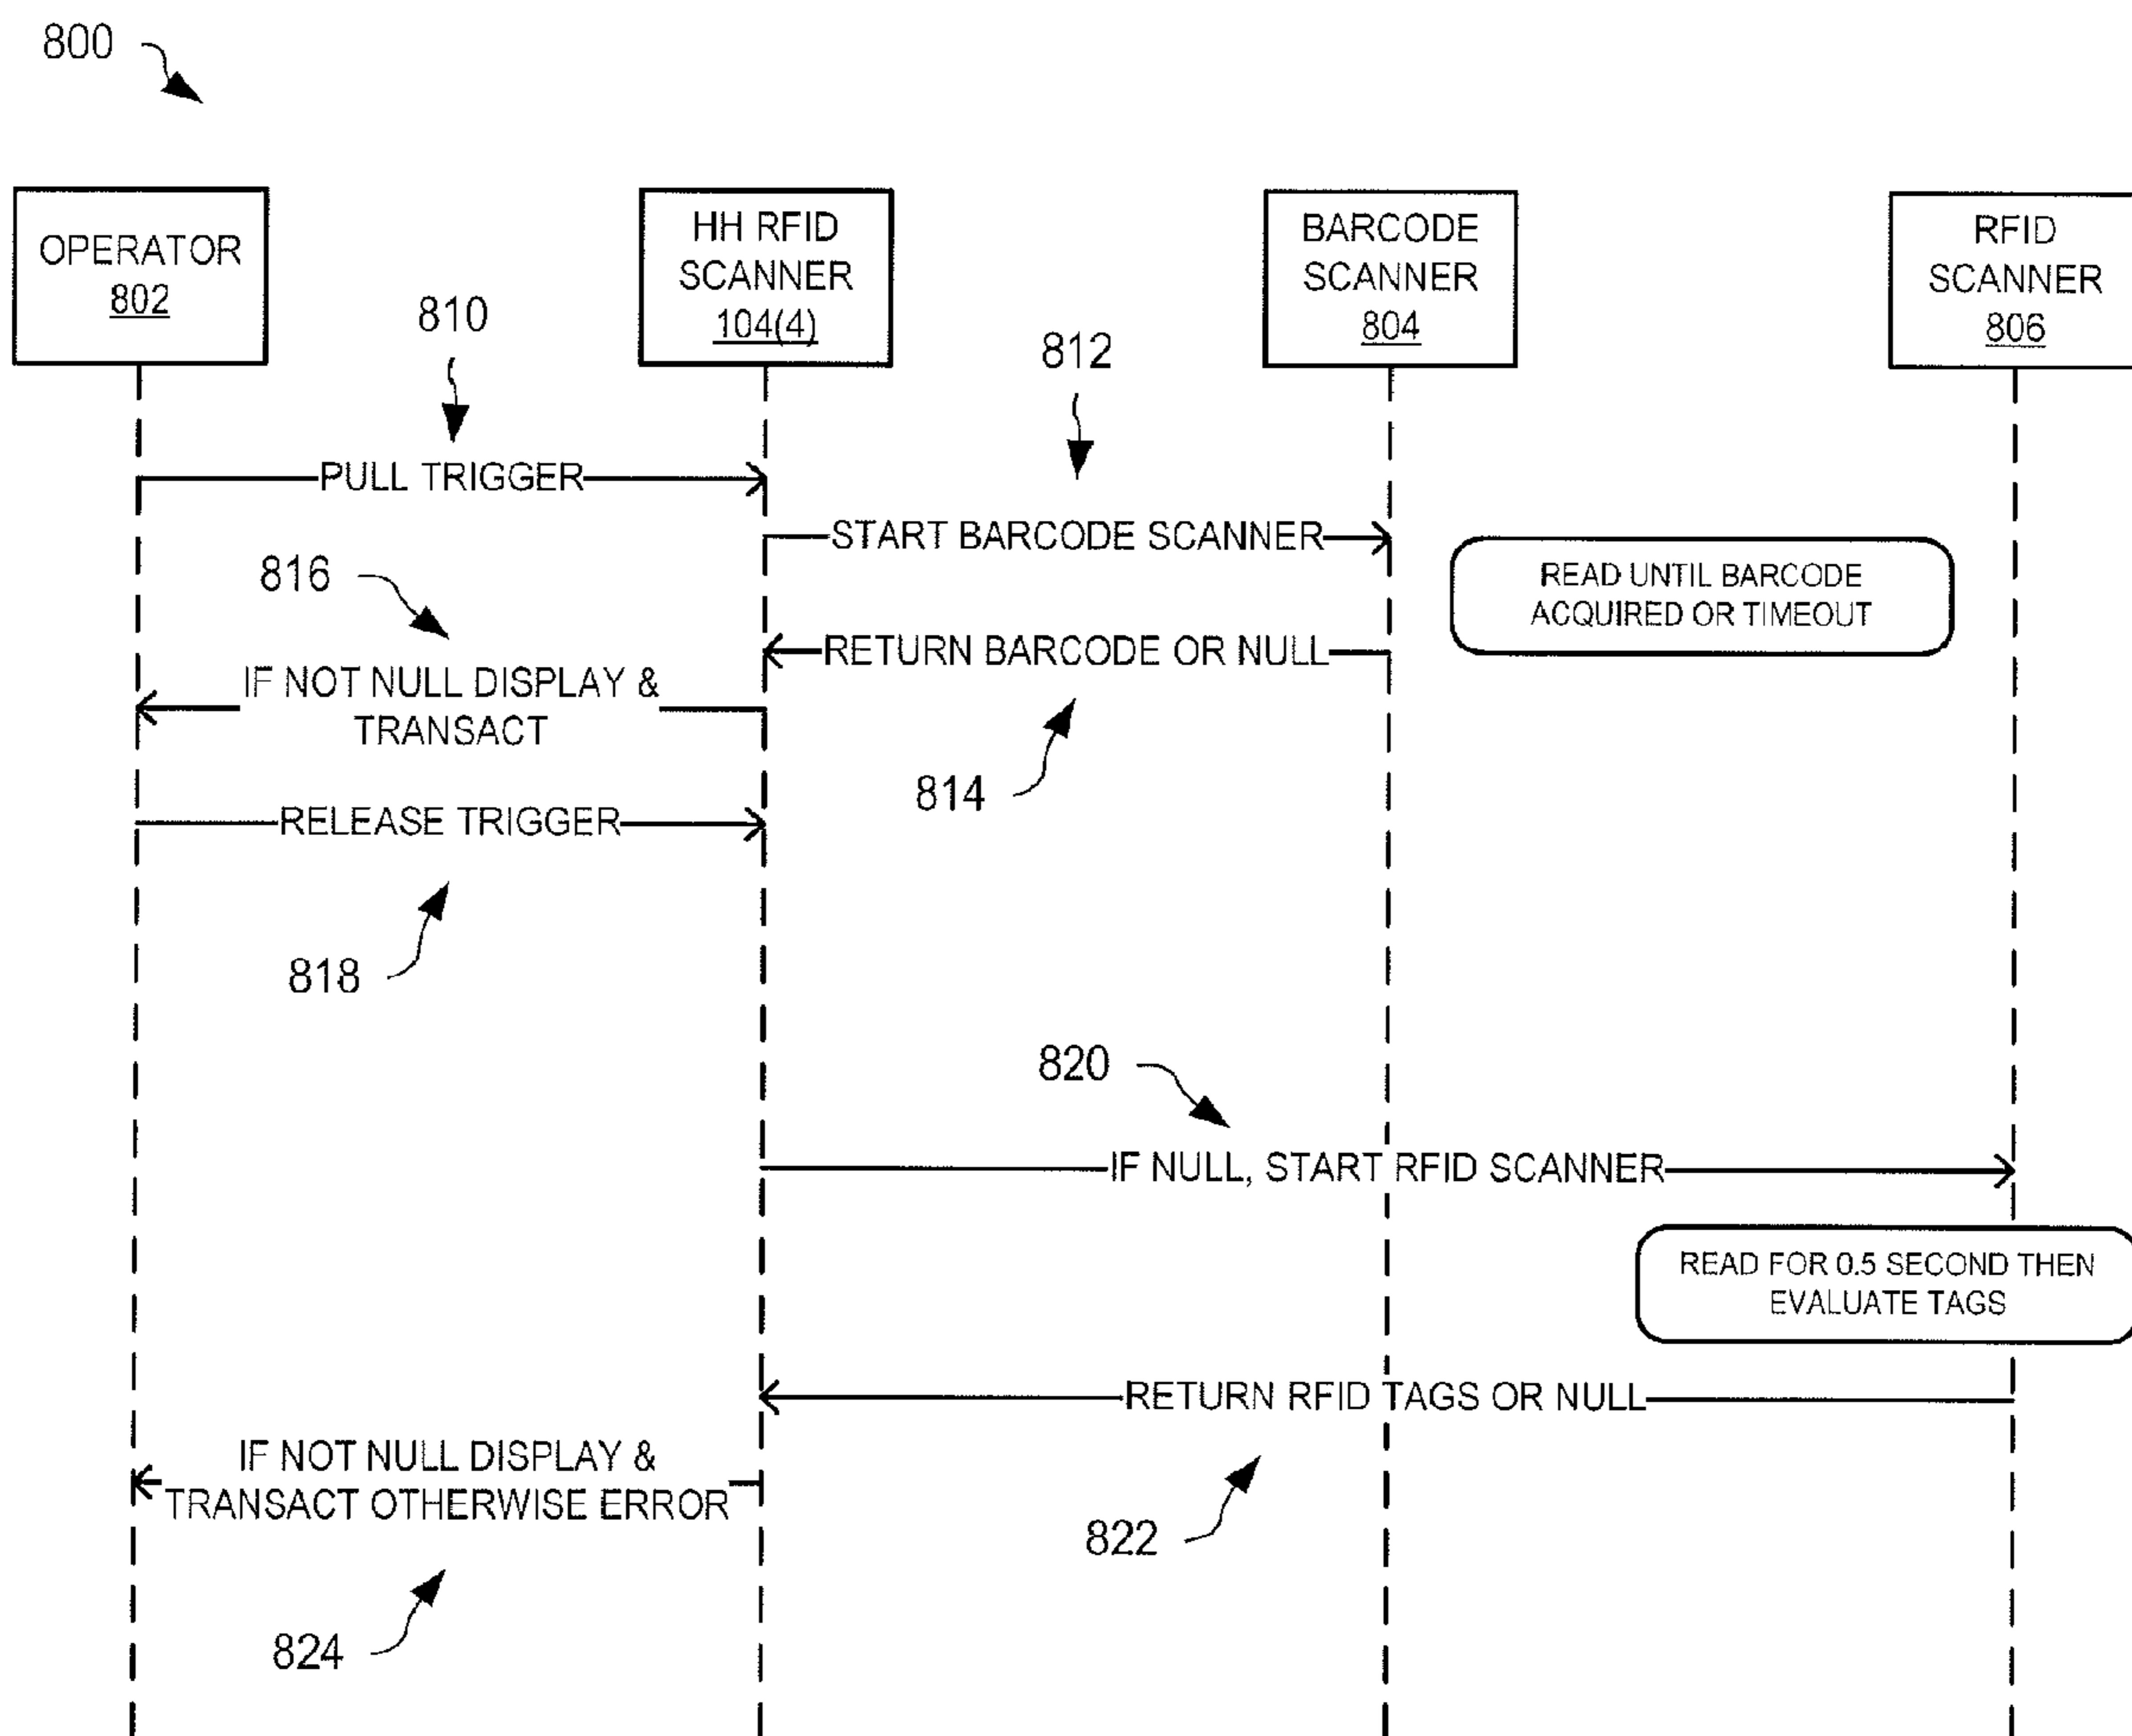 800
OPERATOR
802
HH RFID
SCANNER
104(4)
BARCODE
SCANNER
804
RFID
SCANNER
806
810
812
PULL TRIGGER
START BARCODE SCANNER
READ UNTIL BARCODE
ACQUIRED OR TIMEOUT
816
RETURN BARCODE OR NULL
IF NOT NULL DISPLAY &
TRANSACT
814
RELEASE TRIGGER
818
820
IF NULL, START RFID SCANNER
READ FOR 0.5 SECOND THEN
EVALUATE TAGS
RETURN RFID TAGS OR NULL
IF NOT NULL DISPLAY &
TRANSACT OTHERWISE ERROR
822
824